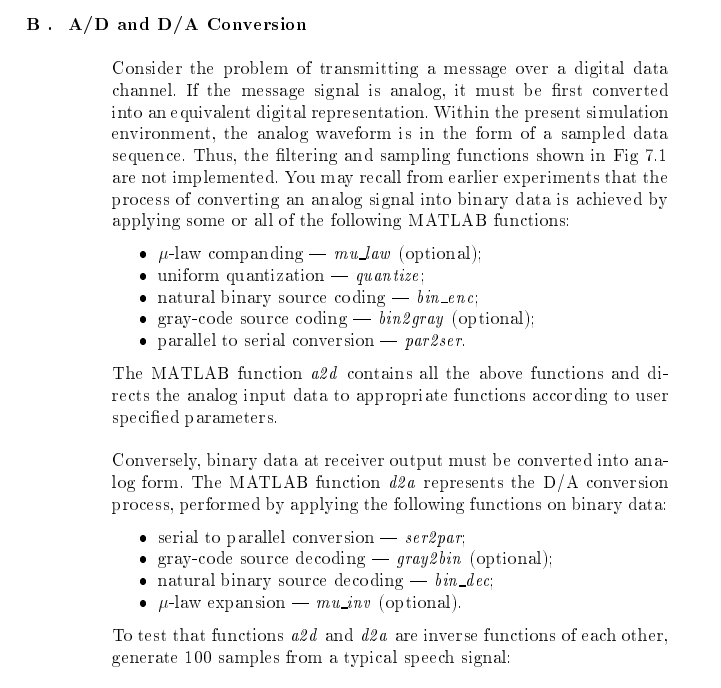 B . A/D and D/A Conversion
Consider the problem of transmitting a message over a digital data
channel. If the message signal is analog, it must be first converted
into an equivalent digital representation. Within the present simulation
environment, the analog waveform is in the form of a sampled data
sequence. Thus, the filtering and sampling functions shown in Fig 7.1
are not implemented. You may recall from earlier experiments that the
process of converting an analog signal into binary data is achieved by
applying some or all of the following MATLAB functions:
• μ-law companding — mu_law (optional);
• uniform quantization — quantize;
• natural binary source coding — bin_enc;
• gray-code source coding — bin2gray (optional);
• parallel to serial conversion — par2ser.
The MATLAB function a2d contains all the above functions and di-
rects the analog input data to appropriate functions according to user
specified parameters.
Conversely, binary data at receiver output must be converted into ana-
log form. The MATLAB function d2a represents the D/A conversion
process, performed by applying the following functions on binary data:
• serial to parallel conversion — ser2par;
• gray-code source decoding — gray2bin (optional);
• natural binary source decoding — bin_dec;
• μ-law expansion — mu_inv (optional).
To test that functions a2d and d2a are inverse functions of each other,
generate 100 samples from a typical speech signal: